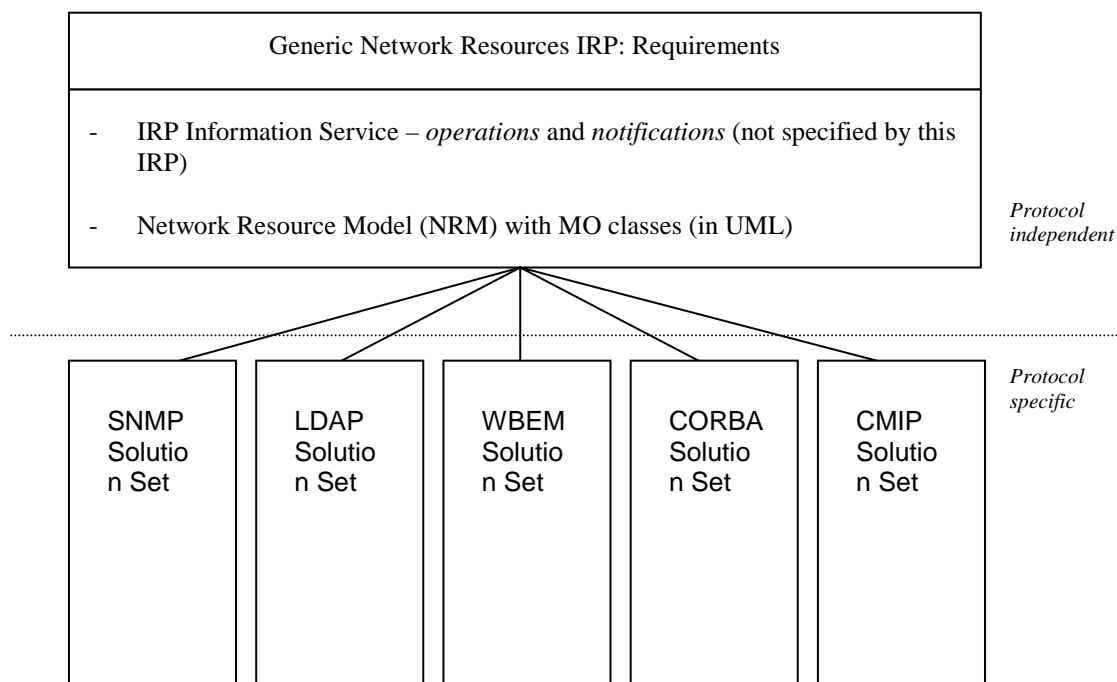 Generic Network Resources IRP: Requirements
- IRP Information Service – operations and notifications (not specified by this
IRP)
- Network Resource Model (NRM) with MO classes (in UML)
Protocol
independent
Protocol
specific
SNMP
Solutio
n Set
LDAP
Solutio
n Set
WBEM
Solutio
n Set
CORBA
Solutio
n Set
CMIP
Solutio
n Set